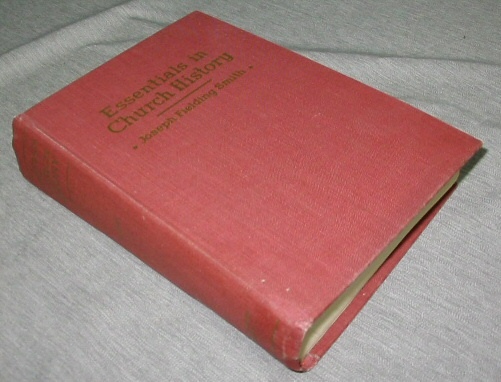 Essentials in
Church History
Joseph Fielding Smith